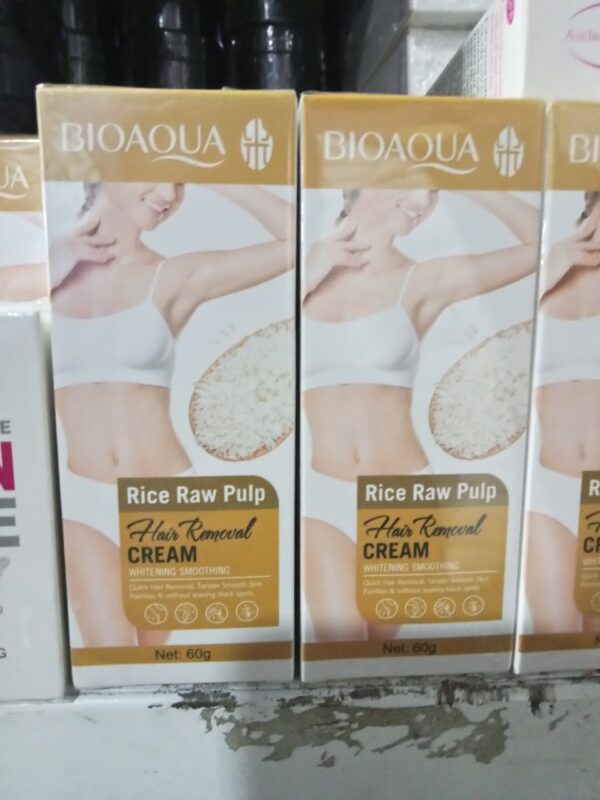 BIOAQUA
Rice Raw Pulp
Hair Removal
CREAM
WHITENING SMOOTHING
Quick Hair Removal, Tender Smooth Skin
Painless & without leaving black spots
Net: 60g
BIOAQUA
Rice Raw Pulp
Hair Removal
CREAM
WHITENING SMOOTHING
Quick Hair Removal, Tender Smooth Skin
Painless & without leaving black spots
Net: 60g
UA
E
N
G
BI
R